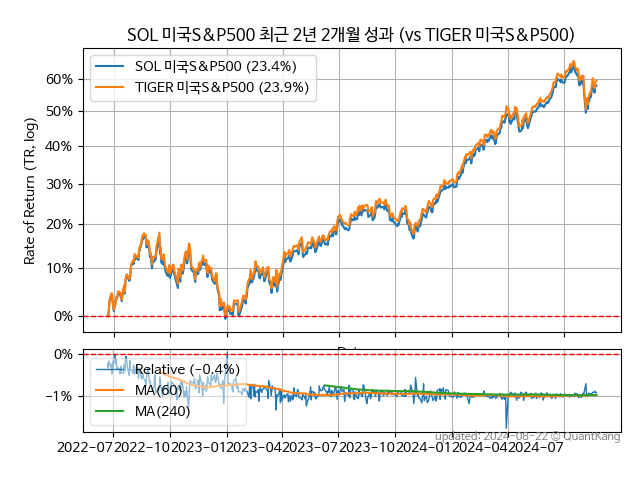 SOL 미국S&P500 최근 2년 2개월 성과 (vs TIGER 미국S&P500)
SOL 미국S&P500 (23.4%)
TIGER 미국S&P500 (23.9%)
Rate of Return (TR, log)
60%
50%
40%
30%
20%
10%
0%
0%
−1%
Relative (−0.4%)
MA(60)
MA(240)
2022−07
2022−10
2023−01
2023−04
2023−07
2023−10
2024−01
2024−04
2024−07
updated: 2024−08−22 © QuantKang